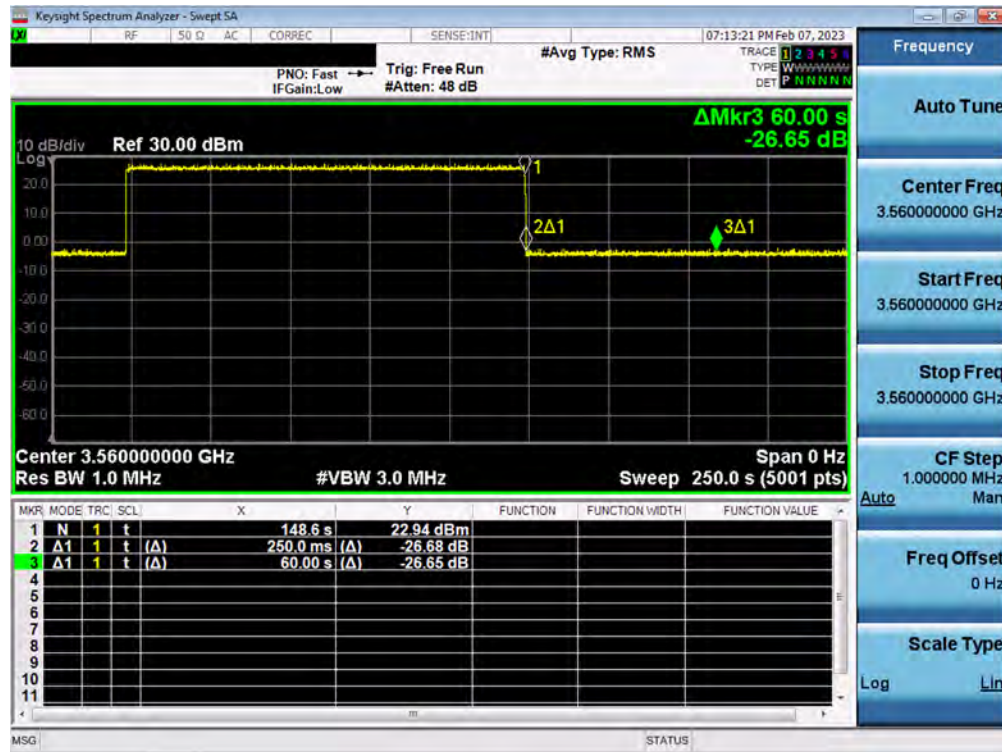 Keysight Spectrum Analyzer - Swept SA
LXI RF 50 Ω AC CORREC SENSE:INT 07:13:21 PM Feb 07, 2023
#Avg Type: RMS
TRACE 1 2 3 4 5 6
PNO: Fast Trig: Free Run
TYPE W
IFGain:Low #Atten: 48 dB
DET P N N N N N
ΔMkr3 60.00 s
-26.65 dB
10 dB/div Ref 30.00 dBm
Log
20.0
10.0
0.00
-10.0
-20.0
-30.0
-40.0
-50.0
-60.0
1
2Δ1
3Δ1
Center 3.560000000 GHz Span 0 Hz
Res BW 1.0 MHz #VBW 3.0 MHz Sweep 250.0 s (5001 pts)
MKR MODE TRC SCL X Y FUNCTION FUNCTION WIDTH FUNCTION VALUE
1 N 1 t 148.6 s 22.94 dBm
2 Δ1 1 t (Δ) 250.0 ms (Δ) -26.68 dB
3 Δ1 1 t (Δ) 60.00 s (Δ) -26.65 dB
4
5
6
7
8
9
10
11
MSG STATUS
Frequency
Auto Tune
Center Freq
3.560000000 GHz
Start Freq
3.560000000 GHz
Stop Freq
3.560000000 GHz
CF Step
1.000000 MHz
Auto Man
Freq Offset
0 Hz
Scale Type
Log Lin